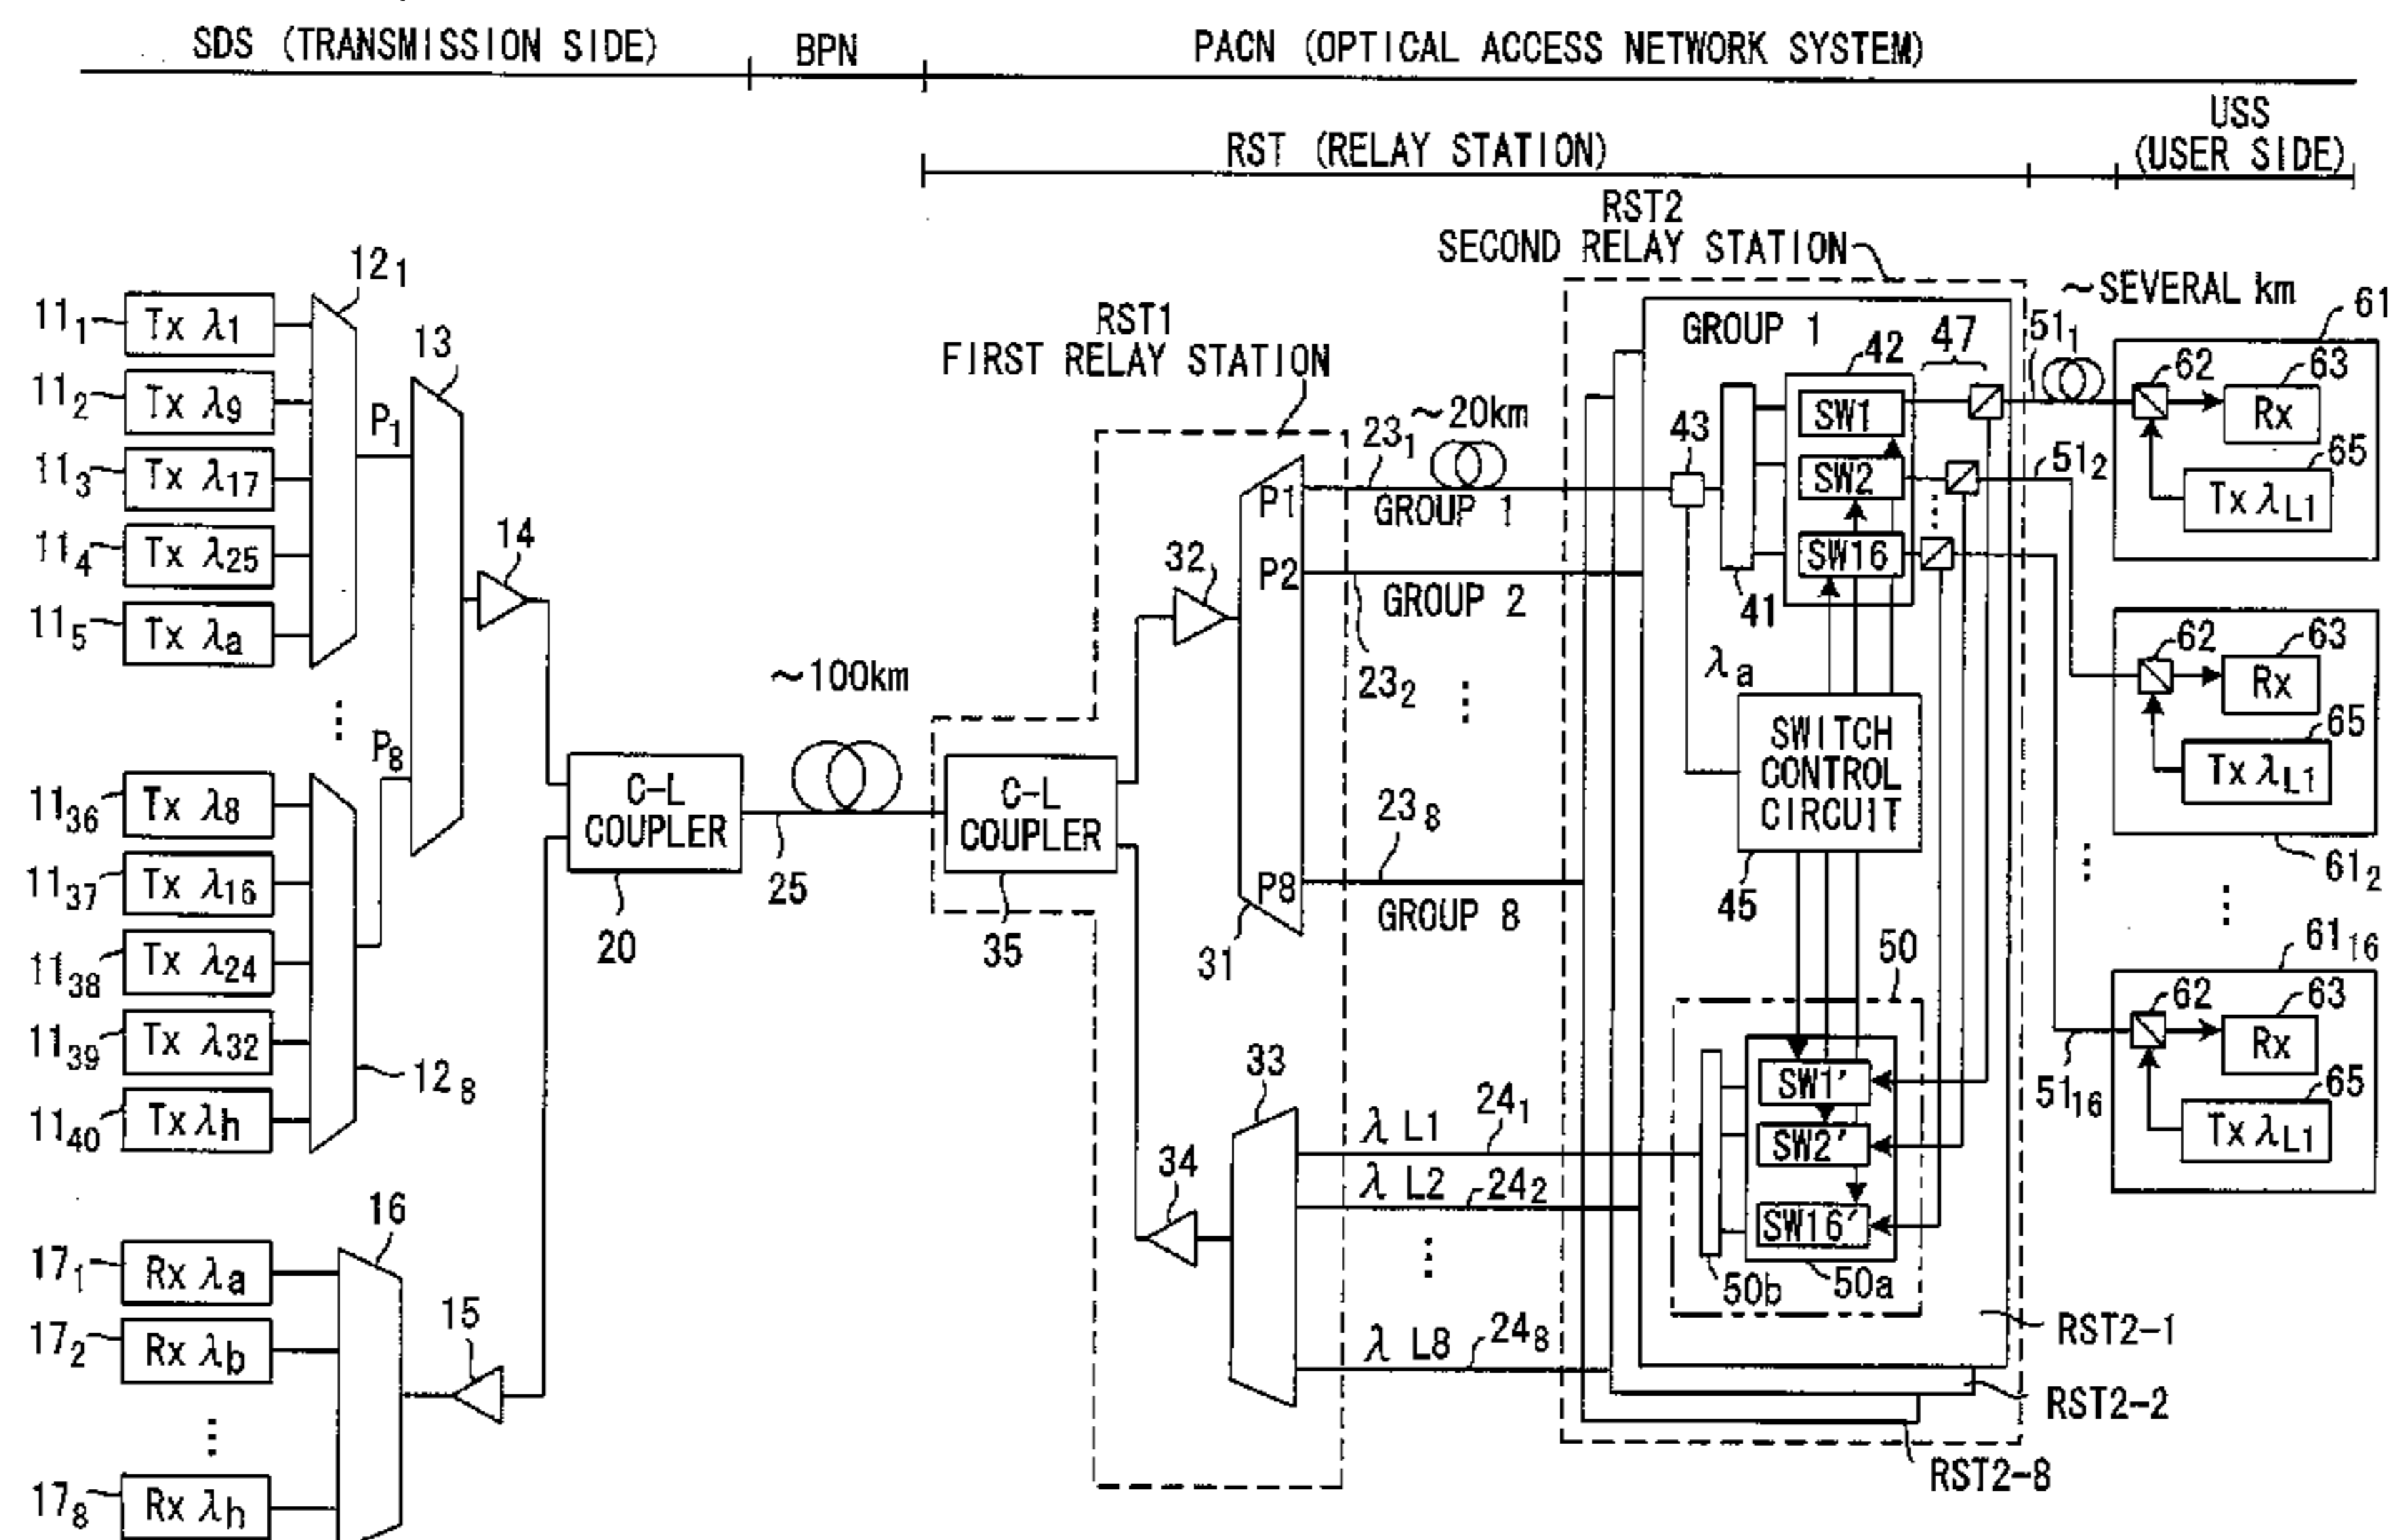 SDS (TRANSMISSION SIDE)
BPN
PACN (OPTICAL ACCESS NETWORK SYSTEM)
RST (RELAY STATION)
USS
(USER SIDE)
RST2
SECOND RELAY STATION
RST1
FIRST RELAY STATION
11₁
Tx λ1
11₂
Tx λ9
11₃
Tx λ17
11₄
Tx λ25
11₅
Tx λa
12₁
13
P₁
14
P₈
11₃₆
Tx λ8
11₃₇
Tx λ16
11₃₈
Tx λ24
11₃₉
Tx λ32
11₄₀
Tx λh
12₈
17₁
Rx λa
17₂
Rx λb
17₈
Rx λh
16
15
C-L
COUPLER
20
~100km
25
C-L
COUPLER
35
32
P1
P2
P8
31
23₁
~20km
GROUP 1
GROUP 2
23₂
23₈
GROUP 8
33
34
λ L1
24₁
λ L2
24₂
λ L8
24₈
GROUP 1
42
47
43
SW1
SW2
SW16
41
λa
SWITCH
CONTROL
CIRCUIT
45
50
SW1'
SW2'
SW16'
50b
50a
RST2-1
RST2-2
RST2-8
~SEVERAL km
51₁
51₂
51₁₆
61
62
63
Rx
65
Tx λL1
62
63
Rx
65
Tx λL1
61₂
61₁₆
62
63
Rx
65
Tx λL1